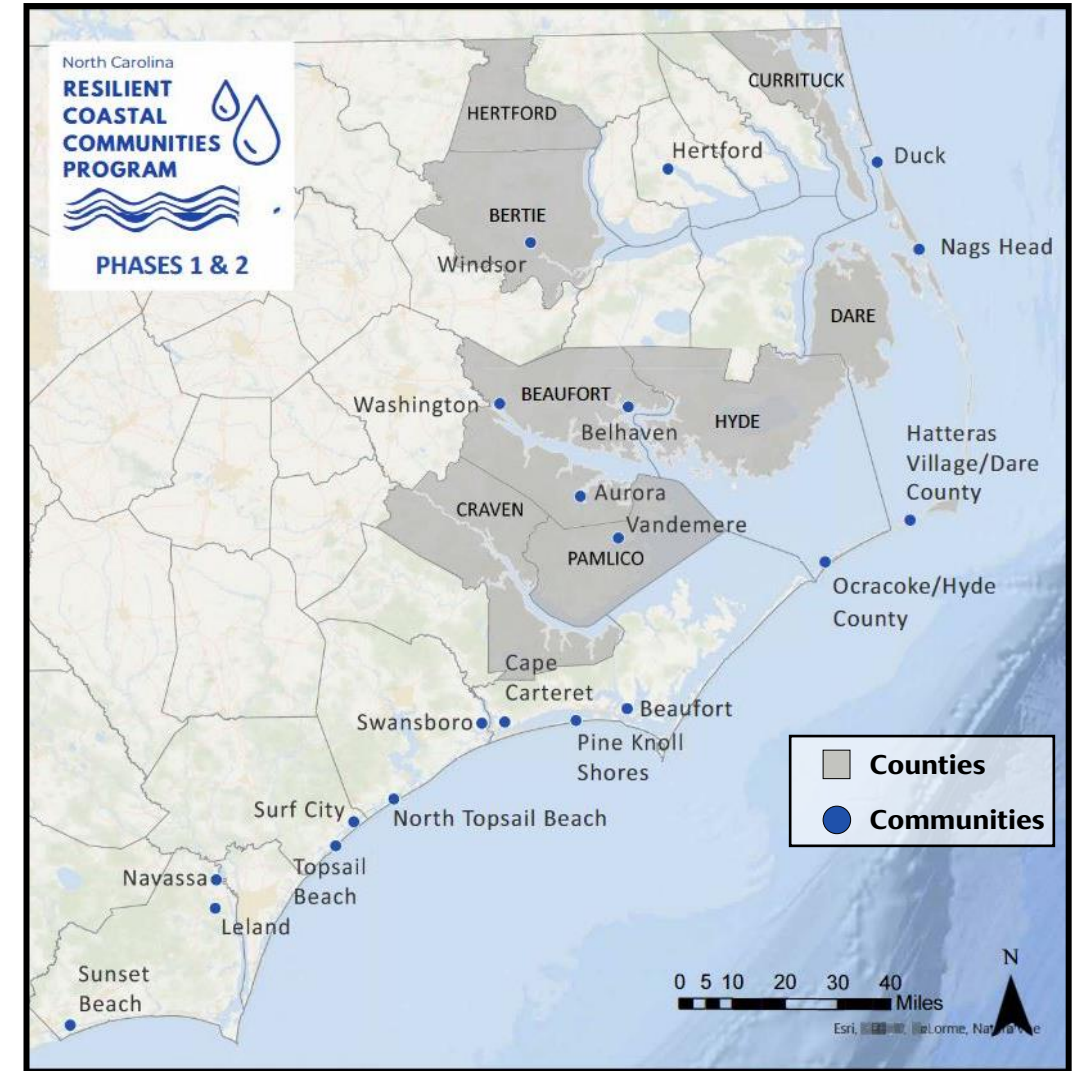 North Carolina
RESILIENT
COASTAL
COMMUNITIES
PROGRAM
PHASES 1 & 2
CURRITUCK
HERTFORD
Hertford
Duck
BERTIE
Windsor
Nags Head
DARE
Washington
BEAUFORT
Belhaven
HYDE
Hatteras
Village/Dare
County
Aurora
CRAVEN
Vandemere
PAMLICO
Ocracoke/Hyde
County
Cape
Carteret
Swansboro
Beaufort
Pine Knoll
Shores
Counties
Communities
Surf City
North Topsail Beach
Topsail
Beach
Navassa
Leland
Sunset
Beach
N
0 5 10 20 30 40
Miles
Esri,